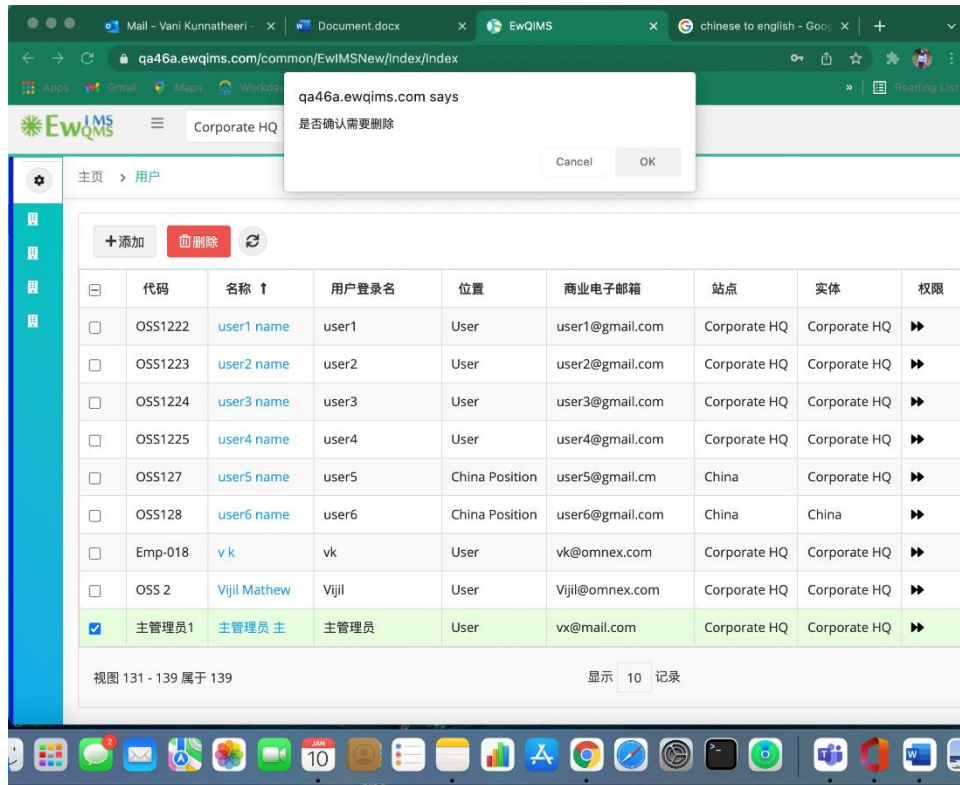 Mail - Vani Kunnatheeri - Document.docx EwQIMS chinese to english - Goog
qa46a.ewqims.com/common/EwIMSNew/Index/Index
Apps Gmail Maps Workday » Reading List
qa46a.ewqims.com says
是否确认需要删除
Cancel OK
EwIMS QMS Corporate HQ
主页 > 用户
+添加 删除
代码 名称 ↑ 用户登录名 位置 商业电子邮箱 站点 实体 权限
OSS1222 user1 name user1 User user1@gmail.com Corporate HQ Corporate HQ
OSS1223 user2 name user2 User user2@gmail.com Corporate HQ Corporate HQ
OSS1224 user3 name user3 User user3@gmail.com Corporate HQ Corporate HQ
OSS1225 user4 name user4 User user4@gmail.com Corporate HQ Corporate HQ
OSS127 user5 name user5 China Position user5@gmail.cm China Corporate HQ
OSS128 user6 name user6 China Position user6@gmail.com China China
Emp-018 v k vk User vk@omnex.com Corporate HQ Corporate HQ
OSS 2 Vijil Mathew Vijil User Vijil@omnex.com Corporate HQ Corporate HQ
主管理员1 主管理员 主 主管理员 User vx@mail.com Corporate HQ Corporate HQ
视图 131 - 139 属于 139 显示 10 记录
2 JAN 10